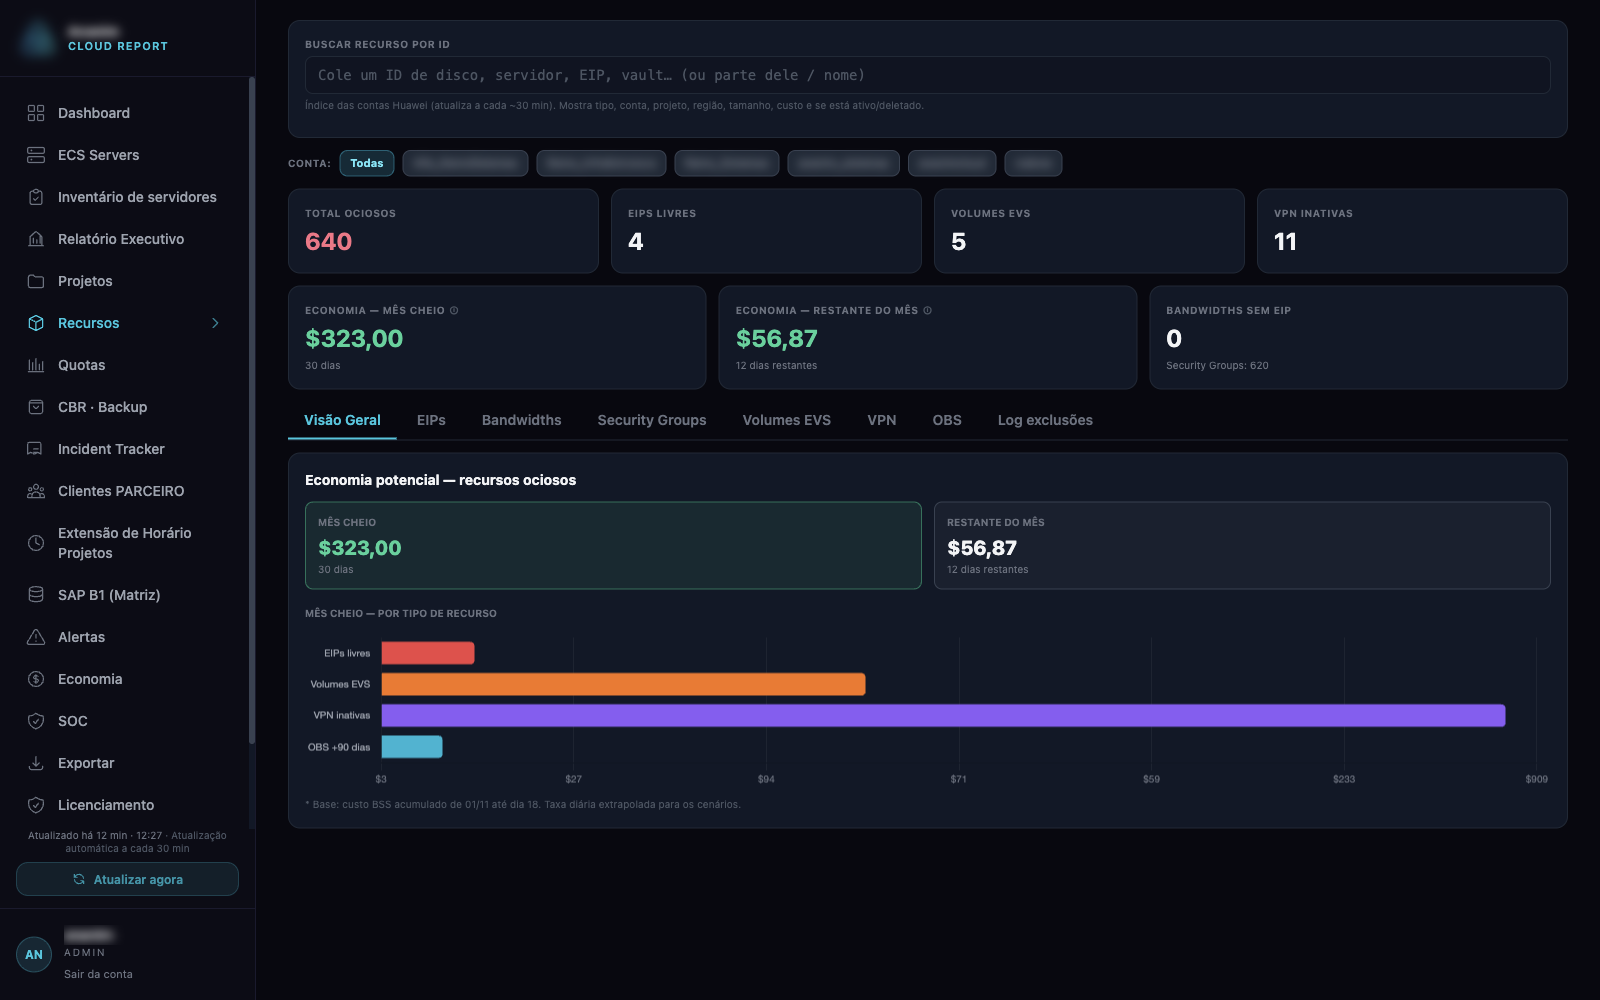 CLOUD REPORT
Dashboard
ECS Servers
Inventário de servidores
Relatório Executivo
Projetos
Recursos
Quotas
CBR · Backup
Incident Tracker
Clientes PARCEIRO
Extensão de Horário
Projetos
SAP B1 (Matriz)
Alertas
Economia
SOC
Exportar
Licenciamento
Atualizado há 12 min · 12:27 · Atualização
automática a cada 30 min
Atualizar agora
AN
ADMIN
Sair da conta
BUSCAR RECURSO POR ID
Cole um ID de disco, servidor, EIP, vault… (ou parte dele / nome)
Índice das contas Huawei (atualiza a cada ~30 min). Mostra tipo, conta, projeto, região, tamanho, custo e se está ativo/deletado.
CONTA: Todas
TOTAL OCIOSOS
640
EIPS LIVRES
4
VOLUMES EVS
5
VPN INATIVAS
11
ECONOMIA — MÊS CHEIO
$323,00
30 dias
ECONOMIA — RESTANTE DO MÊS
$56,87
12 dias restantes
BANDWIDTHS SEM EIP
0
Security Groups: 620
Visão Geral EIPs Bandwidths Security Groups Volumes EVS VPN OBS Log exclusões
Economia potencial — recursos ociosos
MÊS CHEIO
$323,00
30 dias
RESTANTE DO MÊS
$56,87
12 dias restantes
MÊS CHEIO — POR TIPO DE RECURSO
EIPs livres
Volumes EVS
VPN inativas
OBS +90 dias
$3 $27 $94 $71 $59 $233 $909
* Base: custo BSS acumulado de 01/11 até dia 18. Taxa diária extrapolada para os cenários.